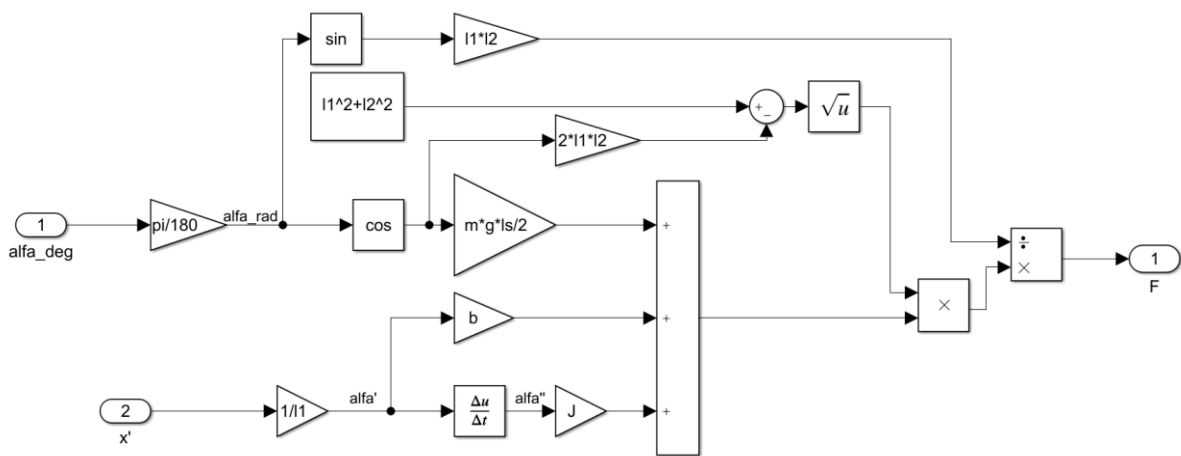 sin
l1*l2
l1^2+l2^2
+
−
√u
2*l1*l2
1
alfa_deg
pi/180
alfa_rad
cos
m*g*ls/2
+
÷
×
1
F
b
+
×
2
x'
1/l1
alfa'
Δu
Δt
alfa''
J
+